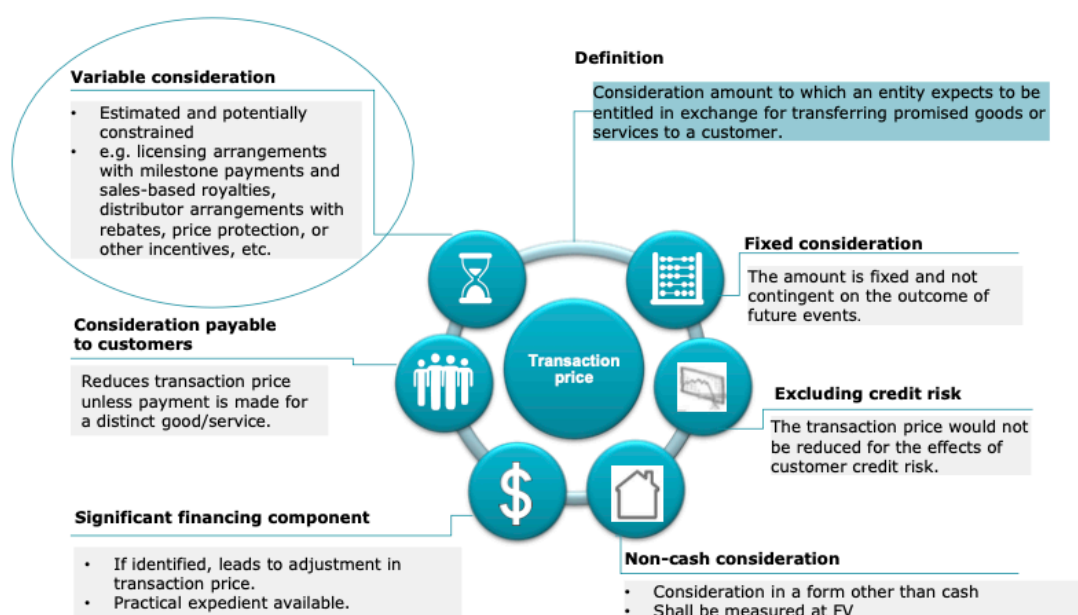 Variable consideration
• Estimated and potentially
constrained
• e.g. licensing arrangements
with milestone payments and
sales-based royalties,
distributor arrangements with
rebates, price protection, or
other incentives, etc.
Definition
Consideration amount to which an entity expects to be
entitled in exchange for transferring promised goods or
services to a customer.
Fixed consideration
The amount is fixed and not
contingent on the outcome of
future events.
Consideration payable
to customers
Reduces transaction price
unless payment is made for
a distinct good/service.
Transaction
price
Excluding credit risk
The transaction price would not
be reduced for the effects of
customer credit risk.
$
Significant financing component
• If identified, leads to adjustment in
transaction price.
• Practical expedient available.
Non-cash consideration
• Consideration in a form other than cash
• Shall be measured at FV